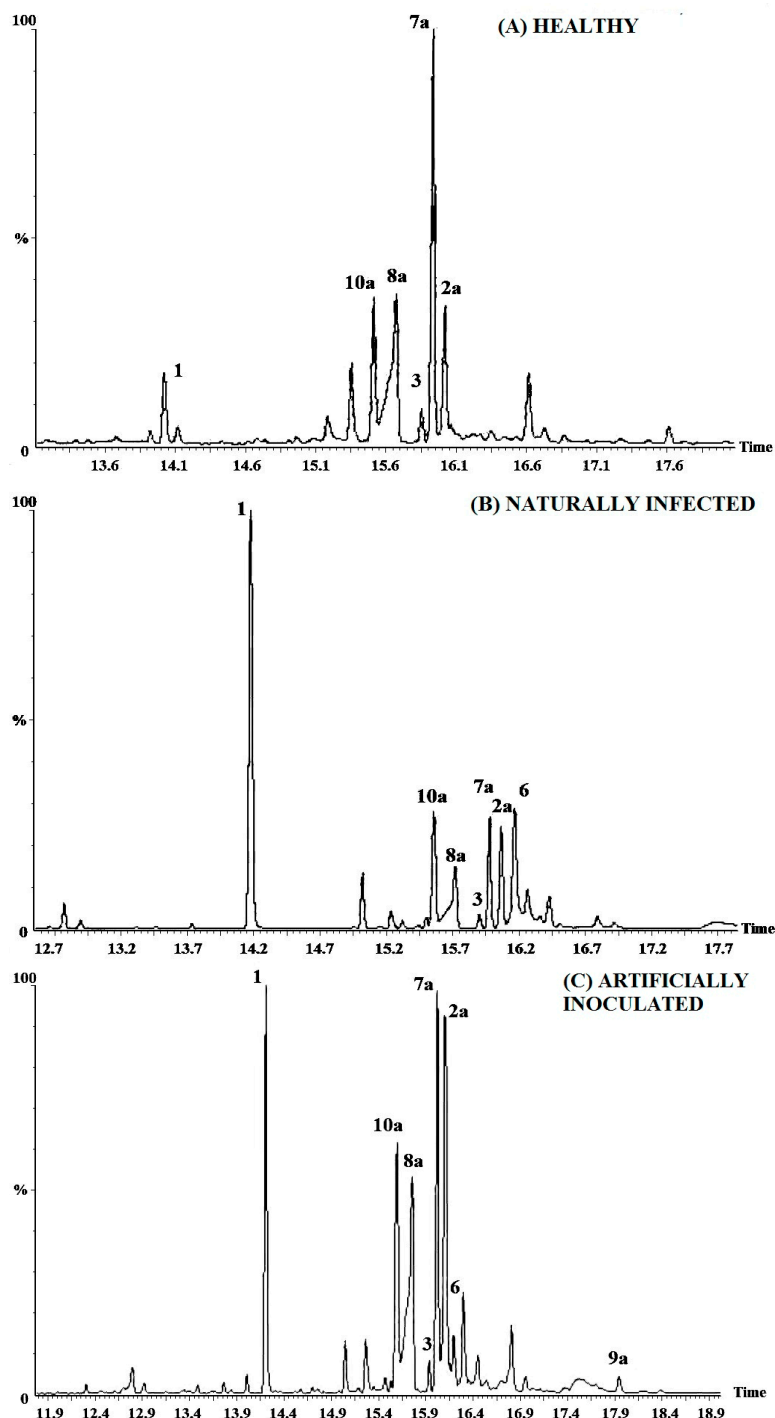 100
7a
(A) HEALTHY
%
10a
8a
2a
3
1
0
13.6 14.1 14.6 15.1 15.6 16.1 16.6 17.1 17.6
Time
100
1
(B) NATURALLY INFECTED
%
10a
7a
6
2a
8a
3
0
12.7 13.2 13.7 14.2 14.7 15.2 15.7 16.2 16.7 17.2 17.7
Time
100
1
7a
(C) ARTIFICIALLY
INOCULATED
2a
10a
8a
%
6
3
9a
0
11.9 12.4 12.9 13.4 13.9 14.4 14.9 15.4 15.9 16.4 16.9 17.4 17.9 18.4 18.9
Time